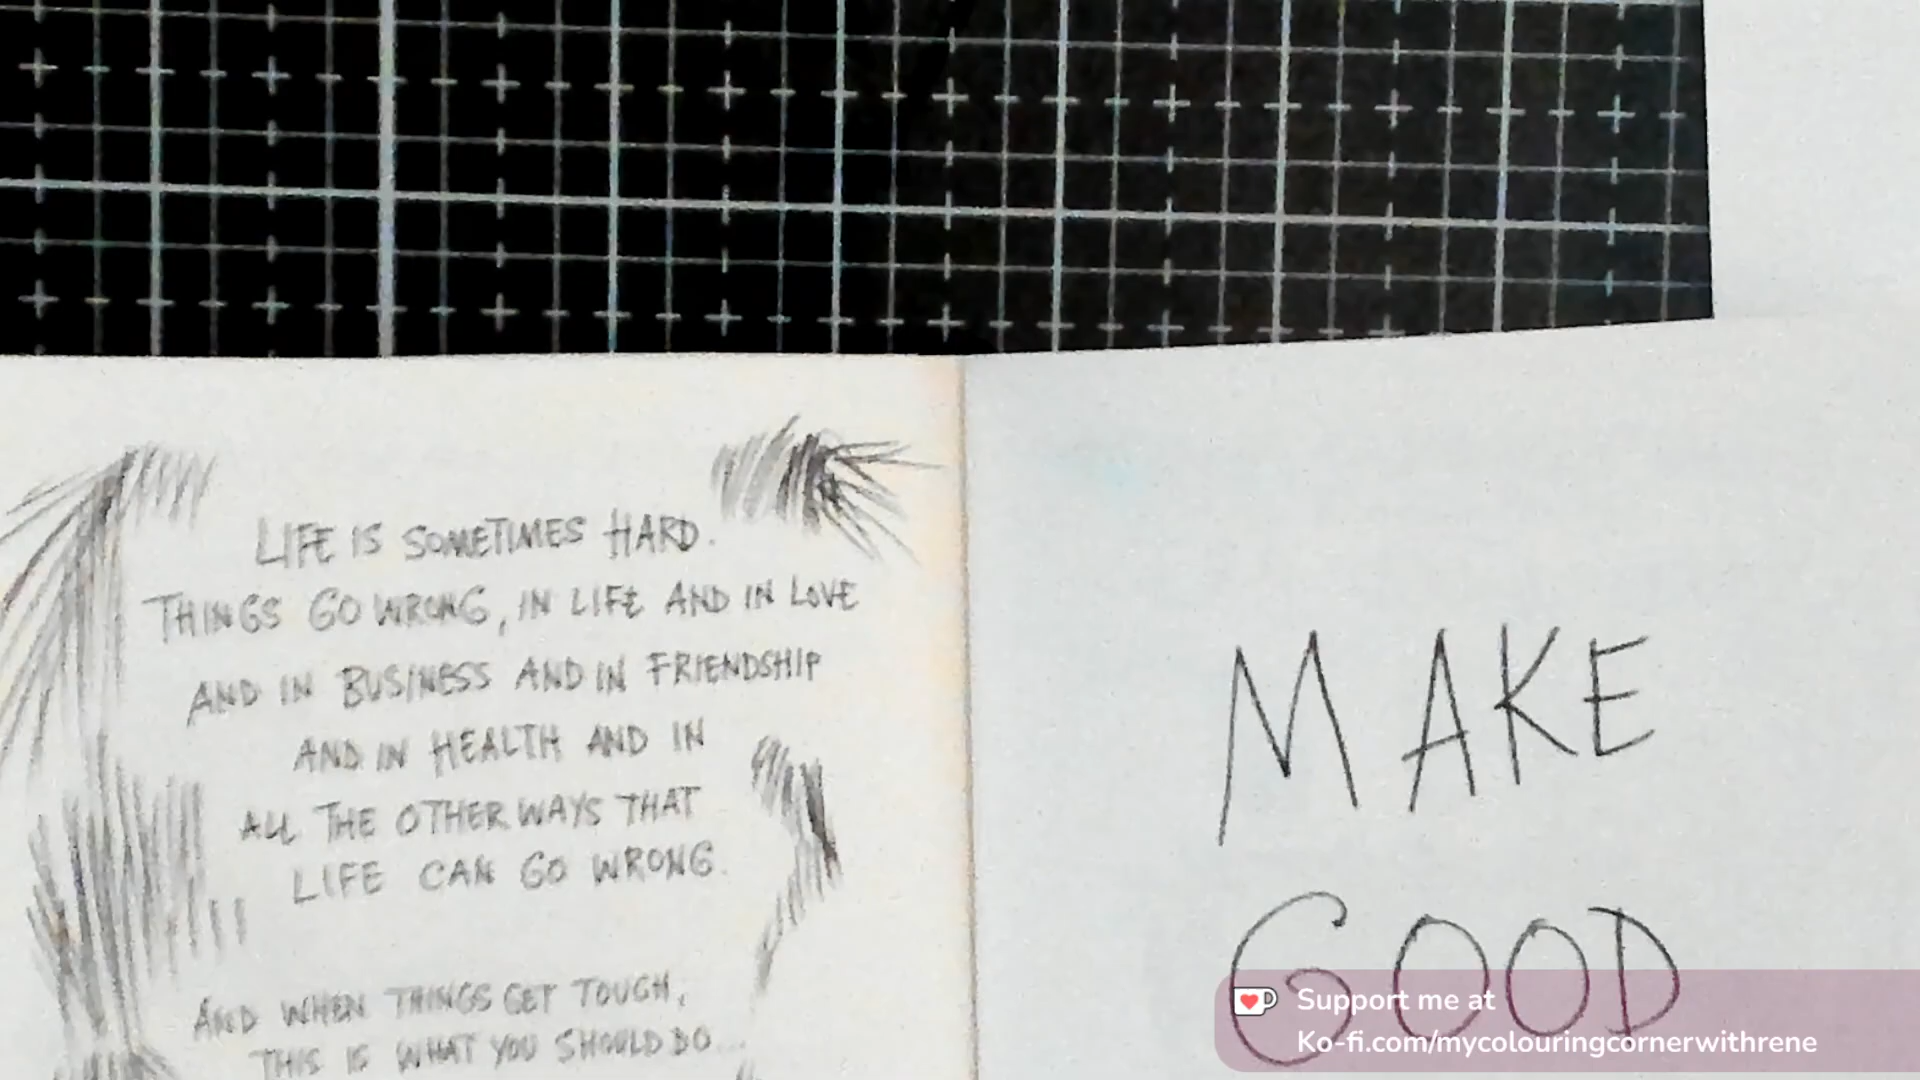 LIFE IS SOMETIMES HARD.
THINGS GO WRONG, IN LIFE AND IN LOVE
AND IN BUSINESS AND IN FRIENDSHIP
AND IN HEALTH AND IN
ALL THE OTHER WAYS THAT
LIFE CAN GO WRONG.
AND WHEN THINGS GET TOUGH,
THIS IS WHAT YOU SHOULD DO...
MAKE
GOOD
Support me at
Ko-fi.com/mycolouringcornerwithrene